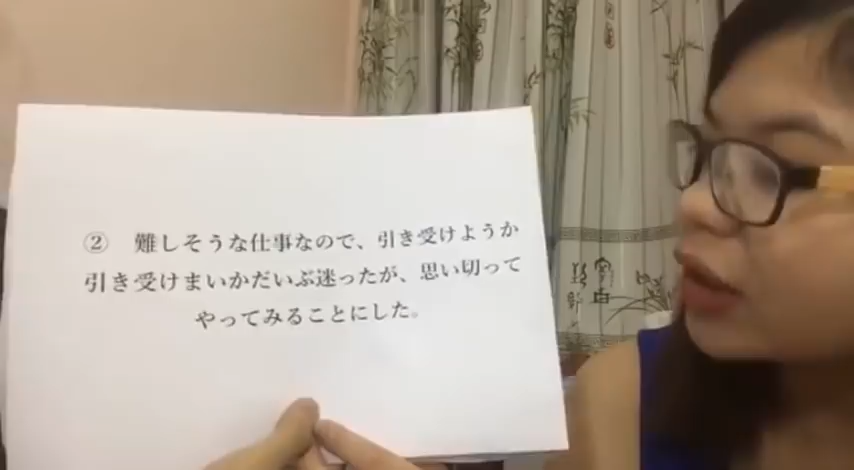 ② 難しそうな仕事なので、引き受けようか
引き受けまいかだいぶ迷ったが、思い切って
やってみることにした。